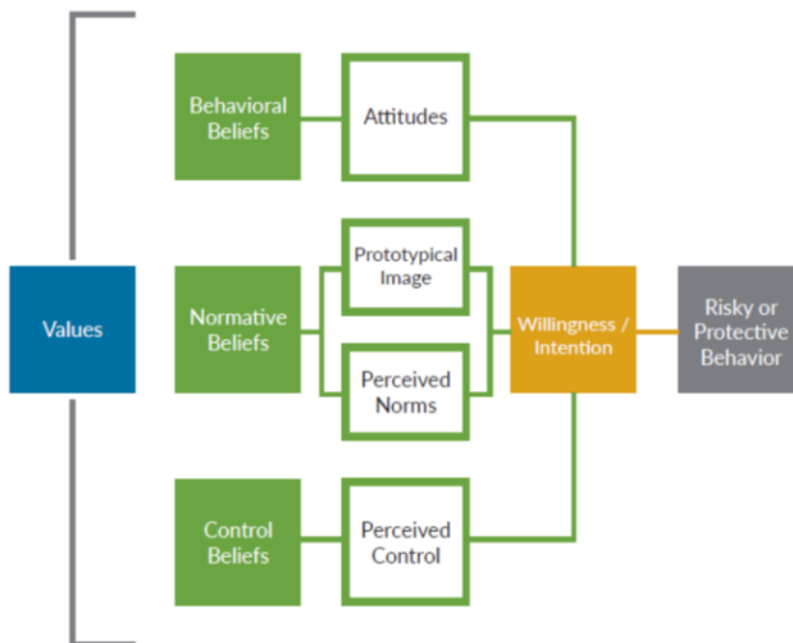 Behavioral
Beliefs
Attitudes
Values
Normative
Beliefs
Prototypical
Image
Perceived
Norms
Willingness /
Intention
Risky or
Protective
Behavior
Control
Beliefs
Perceived
Control